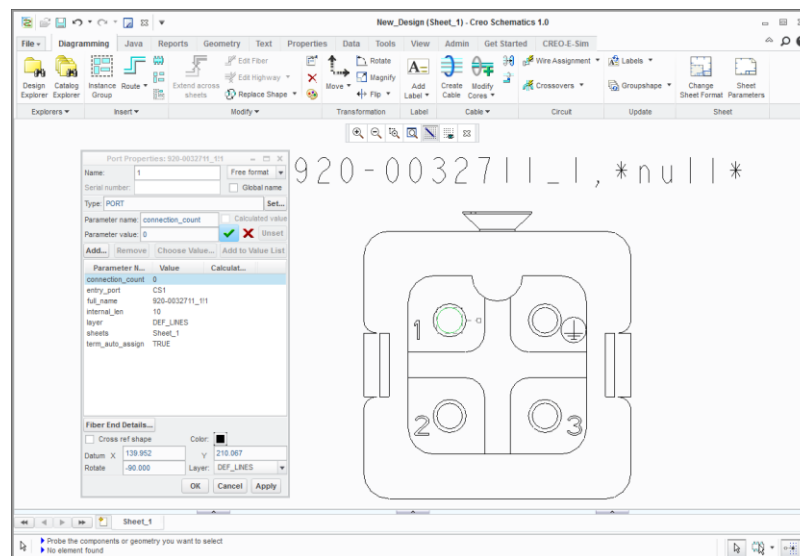 New_Design (Sheet_1) - Creo Schematics 1.0
File Diagramming Java Reports Geometry Text Properties Data Tools View Admin Get Started CREO-E-Sim
Design Explorer
Catalog Explorer
Instance Group
Route
Extend across sheets
Edit Fiber
Edit Highway
Replace Shape
Move
Rotate
Magnify
Flip
Add Label
Create Cable
Modify Cores
Wire Assignment
Crossovers
Labels
Groupshape
Change Sheet Format
Sheet Parameters
Explorers Insert Modify Transformation Label Cable Circuit Update Sheet
920-0032711_1,*null*
Port Properties: 920-0032711_1:1
Name: 1 Free format
Serial number: Global name
Type: PORT Set...
Parameter name: connection_count Calculated value
Parameter value: 0 Unset
Add... Remove Choose Value... Add to Value List
Parameter N... Value Calculat...
connection_count 0
entry_port CS1
full_name 920-0032711_1:1
internal_len 10
layer DEF_LINES
sheets Sheet_1
term_auto_assign TRUE
Fiber End Details...
Cross ref shape Color:
Datum X 139.952 Y 210.067
Rotate -90.000 Layer: DEF_LINES
OK Cancel Apply
1
2 3
Sheet_1
Probe the components or geometry you want to select
No element found